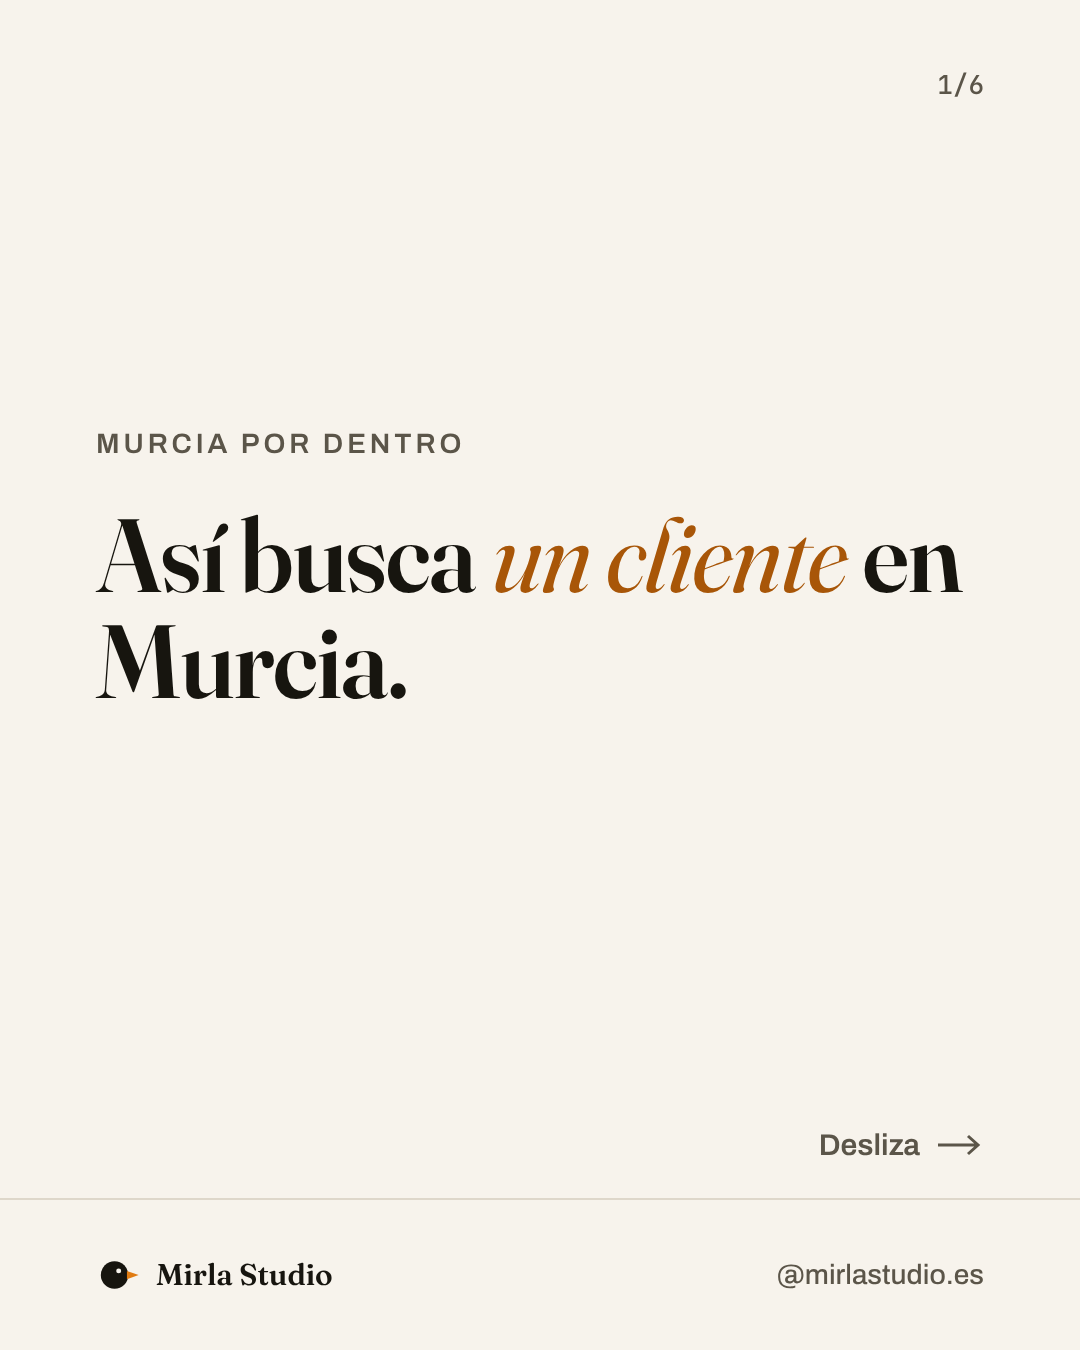 1/6
MURCIA POR DENTRO
Así busca un cliente en
Murcia.
Desliza →
Mirla Studio
@mirlastudio.es